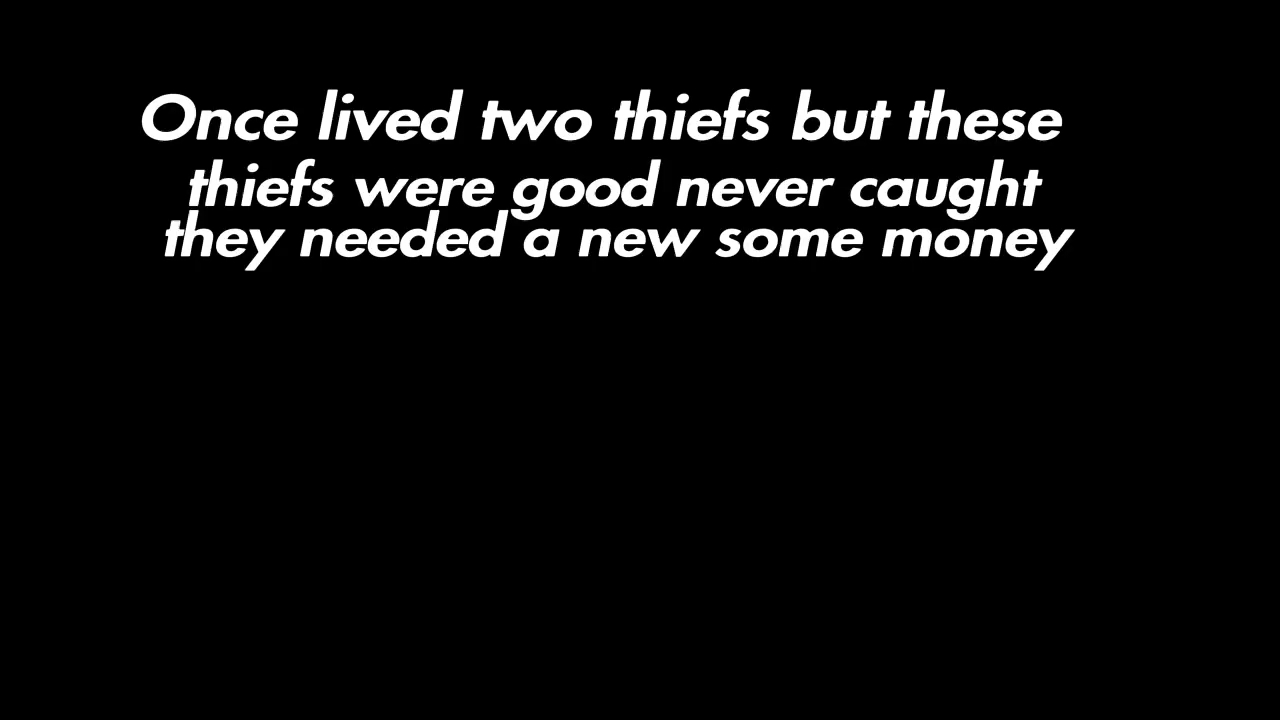 Once lived two thiefs but these
thiefs were good never caught
they needed a new some money